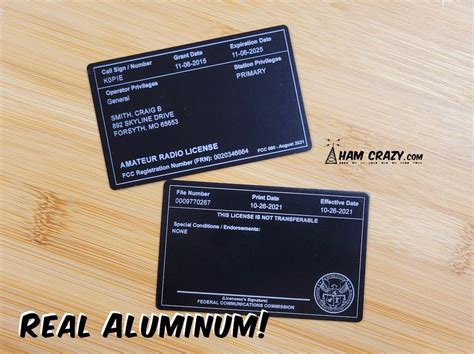 Call Sign / Number Grant Date Expiration Date
K0PIE 11-06-2015 11-06-2025
Operator Privileges Station Privileges
General PRIMARY
SMITH, CRAIG B
892 SKYLINE DRIVE
FORSYTH, MO 65653
AMATEUR RADIO LICENSE
FCC Registration Number (FRN): 0020346664 FCC 660 - August 2021
HAM CRAZY.com
File Number Print Date Effective Date
0009770267 10-26-2021 10-26-2021
THIS LICENSE IS NOT TRANSFERABLE
Special Conditions / Endorsements:
NONE
(Licensee's Signature)
FEDERAL COMMUNICATIONS COMMISSION
REAL ALUMINUM!